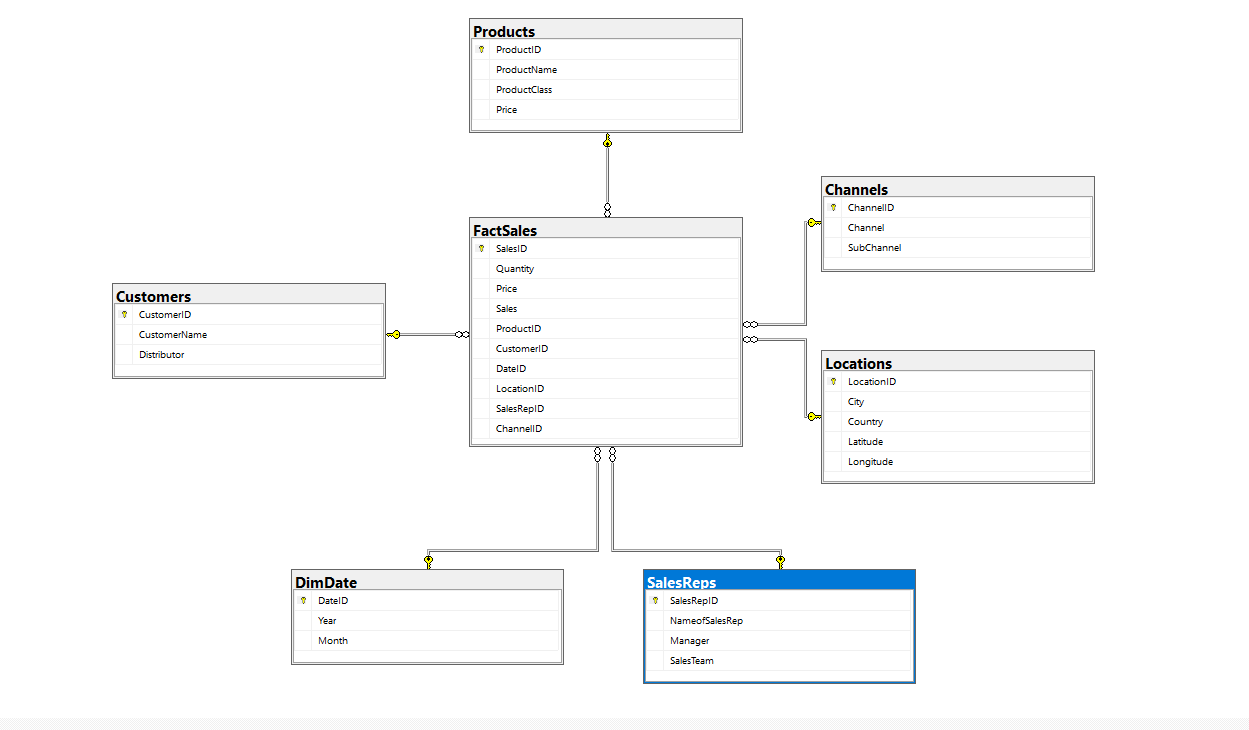 Products
ProductID
ProductName
ProductClass
Price
Channels
ChannelID
Channel
SubChannel
FactSales
SalesID
Quantity
Price
Sales
ProductID
CustomerID
DateID
LocationID
SalesRepID
ChannelID
Customers
CustomerID
CustomerName
Distributor
Locations
LocationID
City
Country
Latitude
Longitude
DimDate
DateID
Year
Month
SalesReps
SalesRepID
NameofSalesRep
Manager
SalesTeam